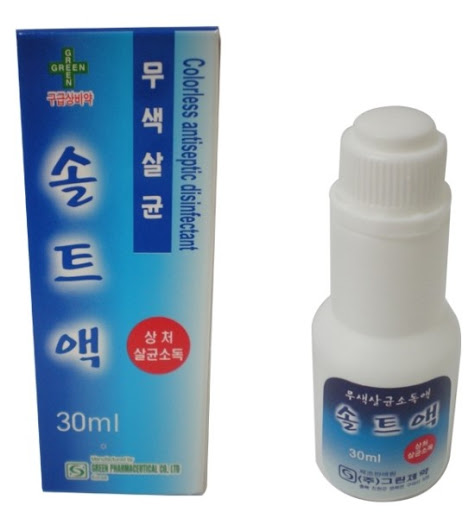 GREEN
GREEN
구급상비약
무색살균
Colorless antiseptic disinfectant
솔트액
상처
살균소독
30ml
GREEN PHARMACEUTICAL CO., LTD
무색살균소독액
솔트액
상처
살균소독
30ml
(주)그린제약